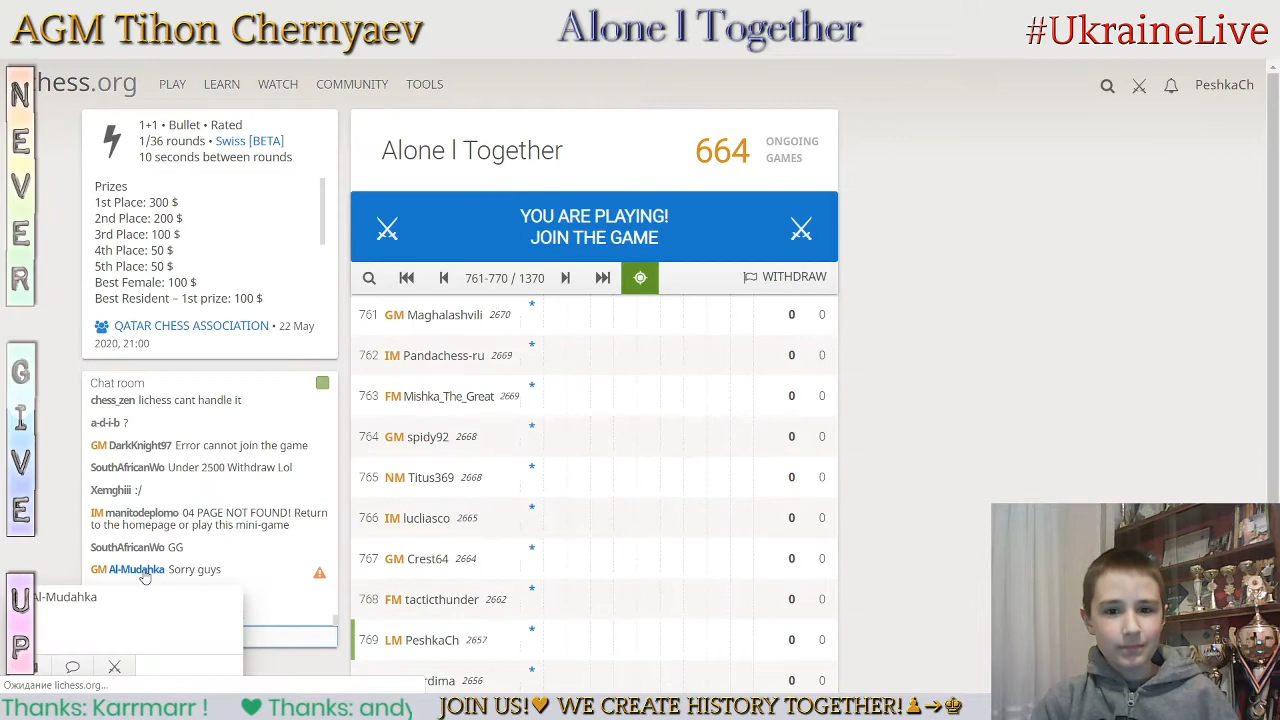 AGM Tihon Chernyaev
Alone l Together
#UkraineLive
NEVER
GIVE
UP
hess.org
PLAY
LEARN
WATCH
COMMUNITY
TOOLS
PeshkaCh
1+1 • Bullet • Rated
1/36 rounds • Swiss [BETA]
10 seconds between rounds
Prizes
1st Place: 300 $
2nd Place: 200 $
3rd Place: 100 $
4th Place: 50 $
5th Place: 50 $
Best Female: 100 $
Best Resident – 1st prize: 100 $
QATAR CHESS ASSOCIATION • 22 May
2020, 21:00
Chat room
chess_zen lichess cant handle it
a-d-i-b ?
GM DarkKnight97 Error cannot join the game
SouthAfricanWo Under 2500 Withdraw Lol
Xemghiii :/
IM manitodeplomo 04 PAGE NOT FOUND! Return
to the homepage or play this mini-game
SouthAfricanWo GG
GM Al-Mudahka Sorry guys
Al-Mudahka
Ожидание lichess.org...
Alone l Together
664
ONGOING
GAMES
YOU ARE PLAYING!
JOIN THE GAME
761-770 / 1370
WITHDRAW
761 GM Maghalashvili 2670 * 0 0
762 IM Pandachess-ru 2669 * 0 0
763 FM Mishka_The_Great 2669 * 0 0
764 GM spidy92 2668 * 0 0
765 NM Titus369 2668 * 0 0
766 IM lucliasco 2665 * 0 0
767 GM Crest64 2664 * 0 0
768 FM tacticthunder 2662 * 0 0
769 LM PeshkaCh 2657 * 0 0
rdima 2656 * 0 0
Thanks: Karrmarr !
Thanks: andy
JOIN US!♥ WE CREATE HISTORY TOGETHER!♟→♚